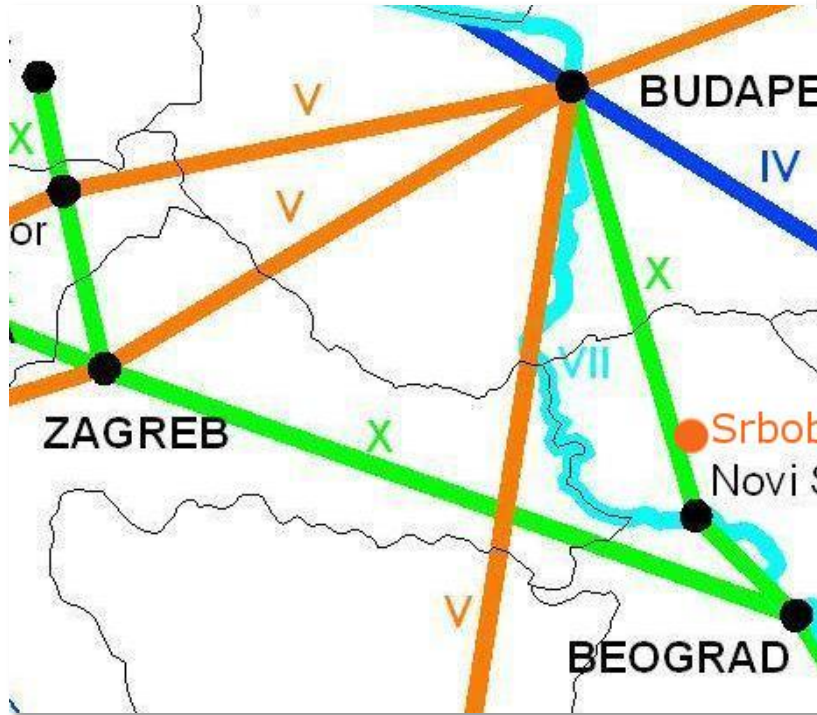 V
BUDAPE
X
IV
V
or
X
VII
ZAGREB
X
Srbob
Novi S
V
BEOGRAD